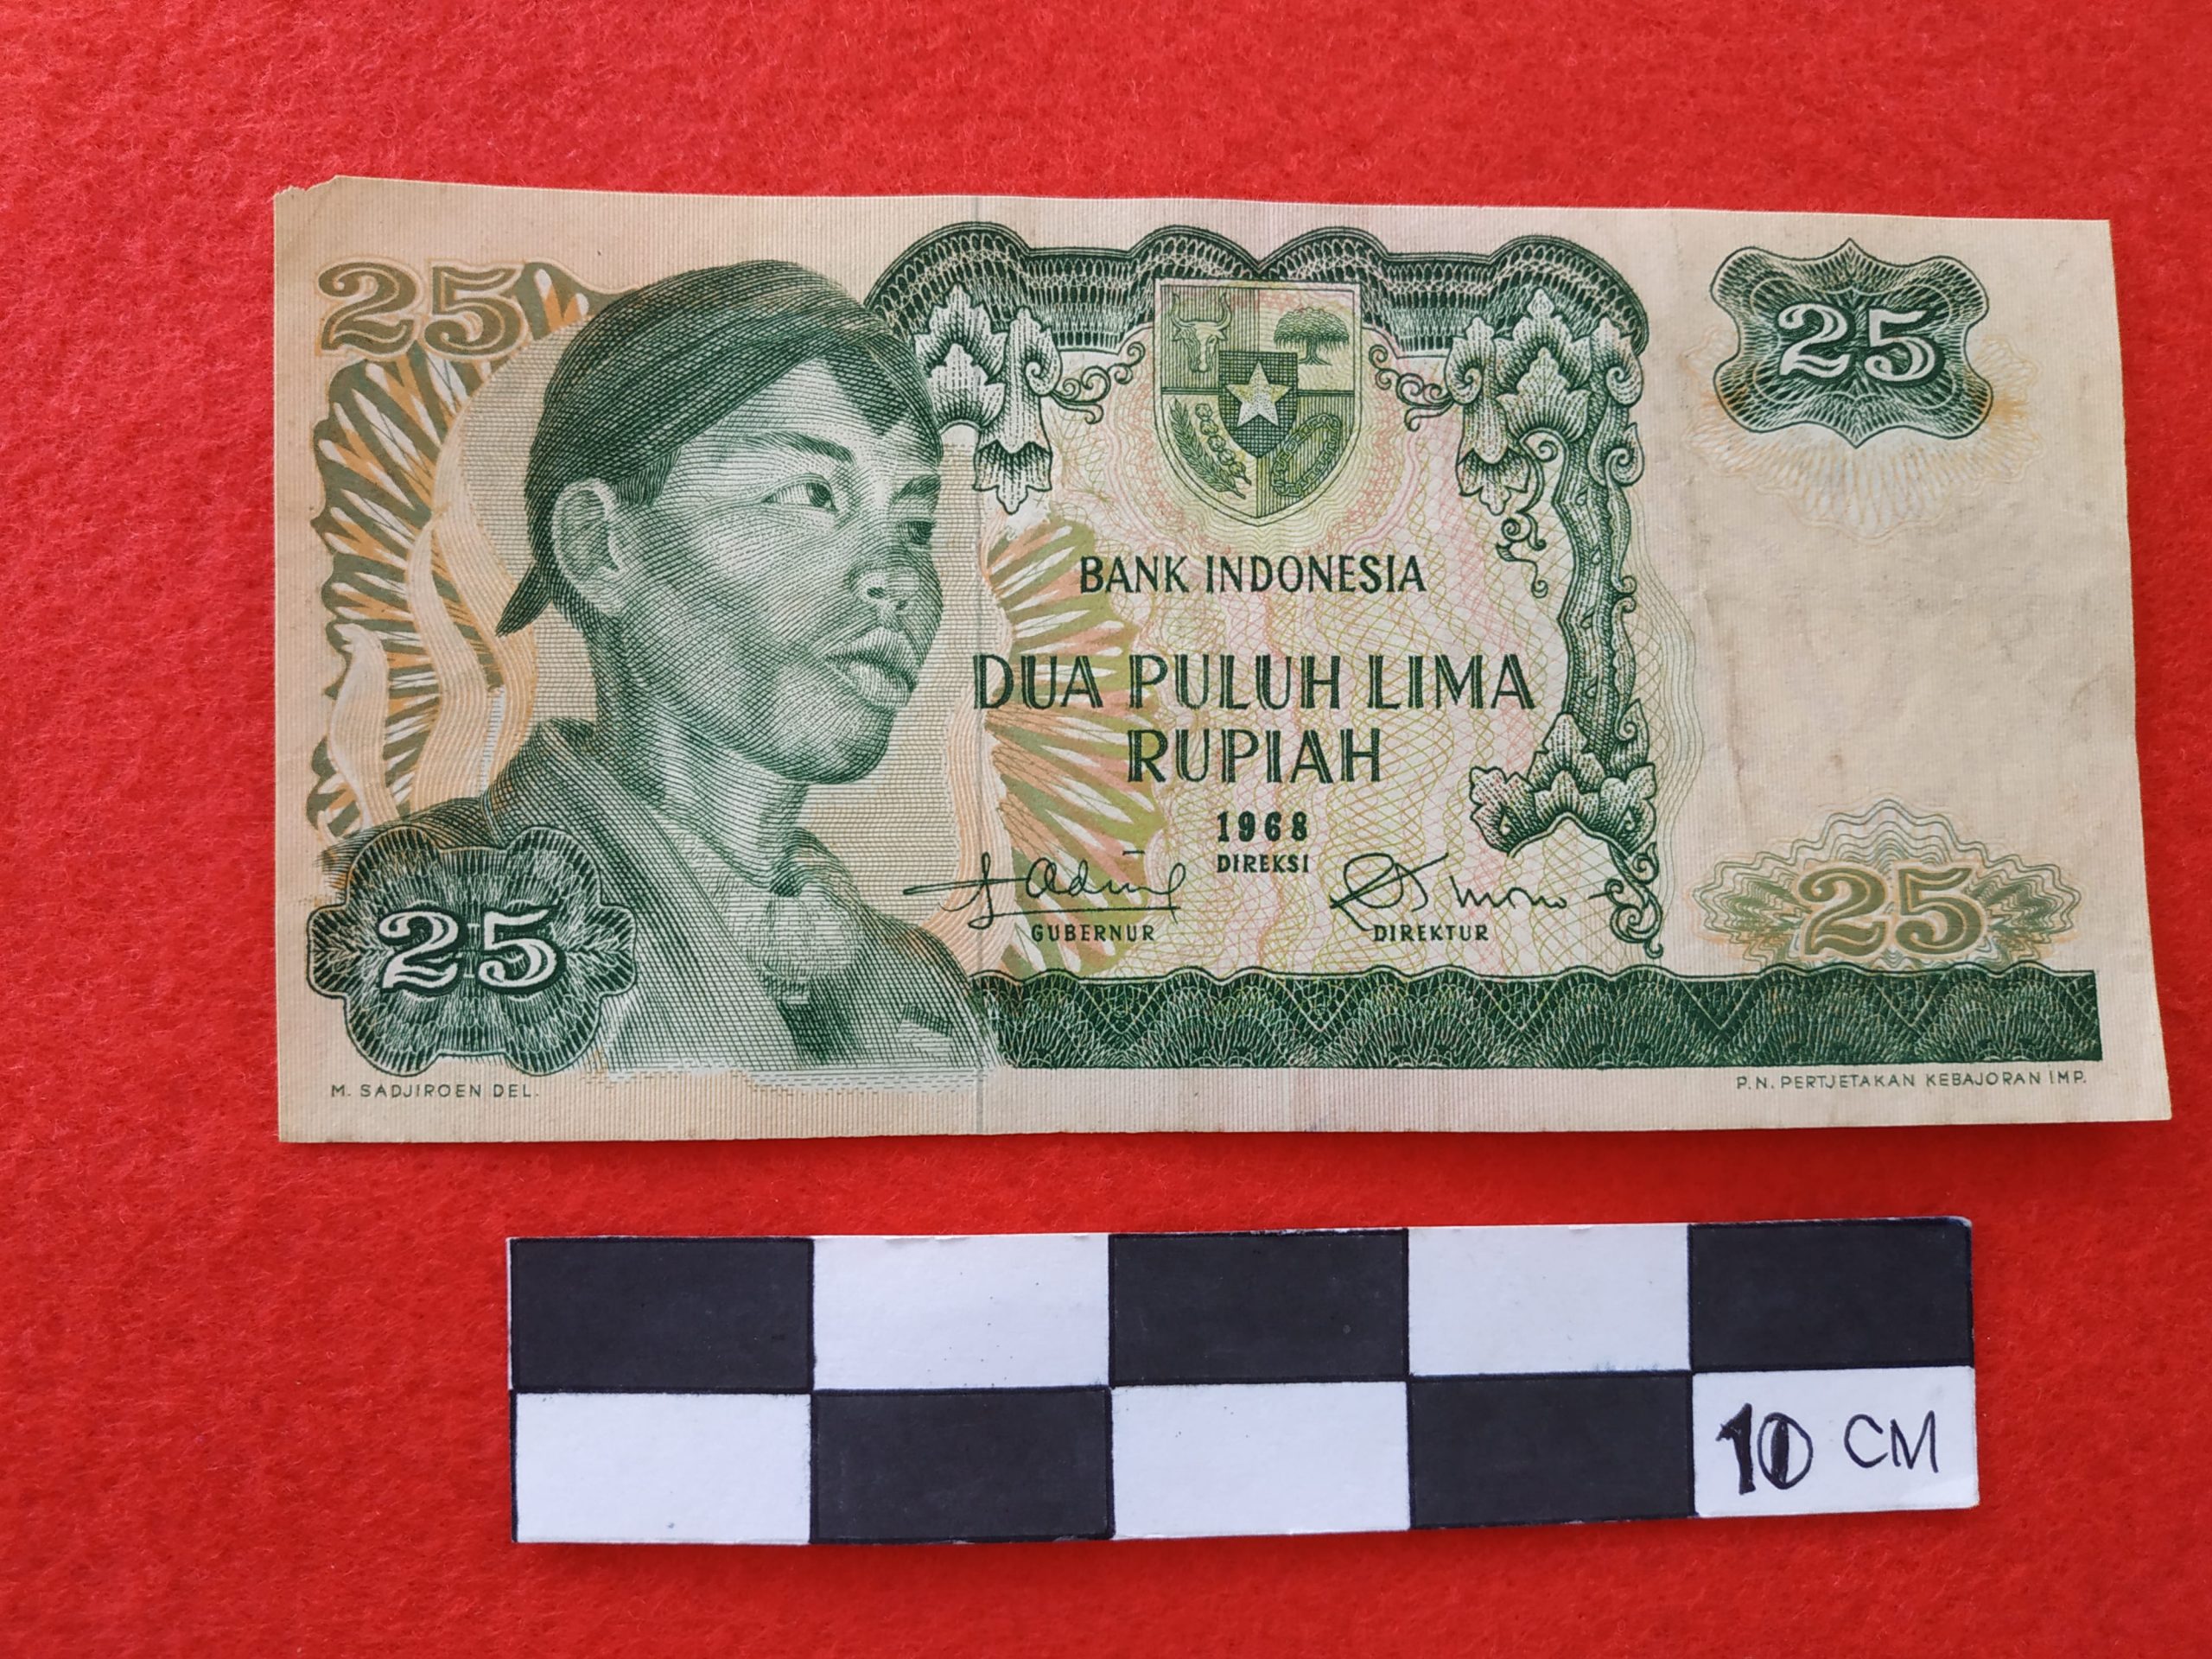 25
25
BANK INDONESIA
DUA PULUH LIMA
RUPIAH
1968
DIREKSI
GUBERNUR
DIREKTUR
25
25
M. SADJIROEN DEL.
P.N. PERTJETAKAN KEBAJORAN IMP.
10 CM